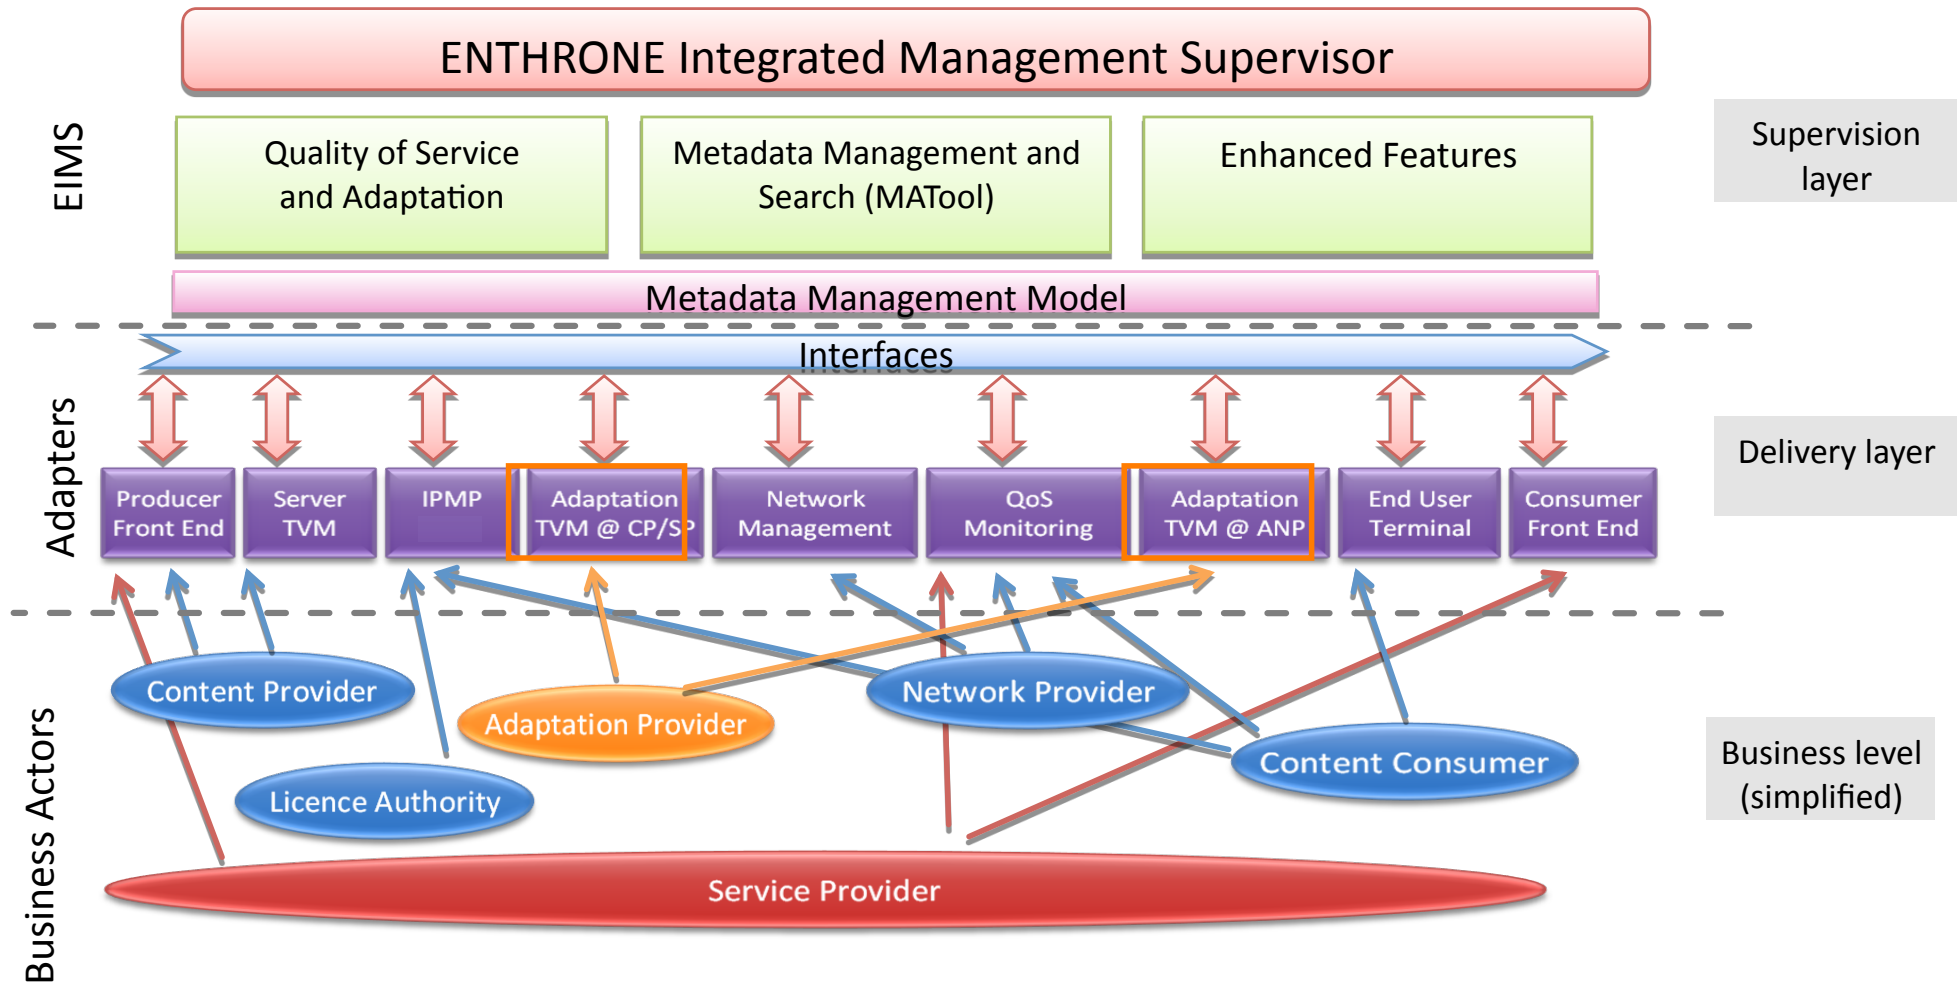 ENTHRONE Integrated Management Supervisor
EIMS
Quality of Service
and Adaptation
Metadata Management and
Search (MATool)
Enhanced Features
Supervision
layer
Metadata Management Model
Interfaces
Adapters
Delivery layer
Producer
Front End
Server
TVM
IPMP
Adaptation
TVM @ CP/SP
Network
Management
QoS
Monitoring
Adaptation
TVM @ ANP
End User
Terminal
Consumer
Front End
Business Actors
Content Provider
Adaptation Provider
Network Provider
Content Consumer
Licence Authority
Service Provider
Business level
(simplified)